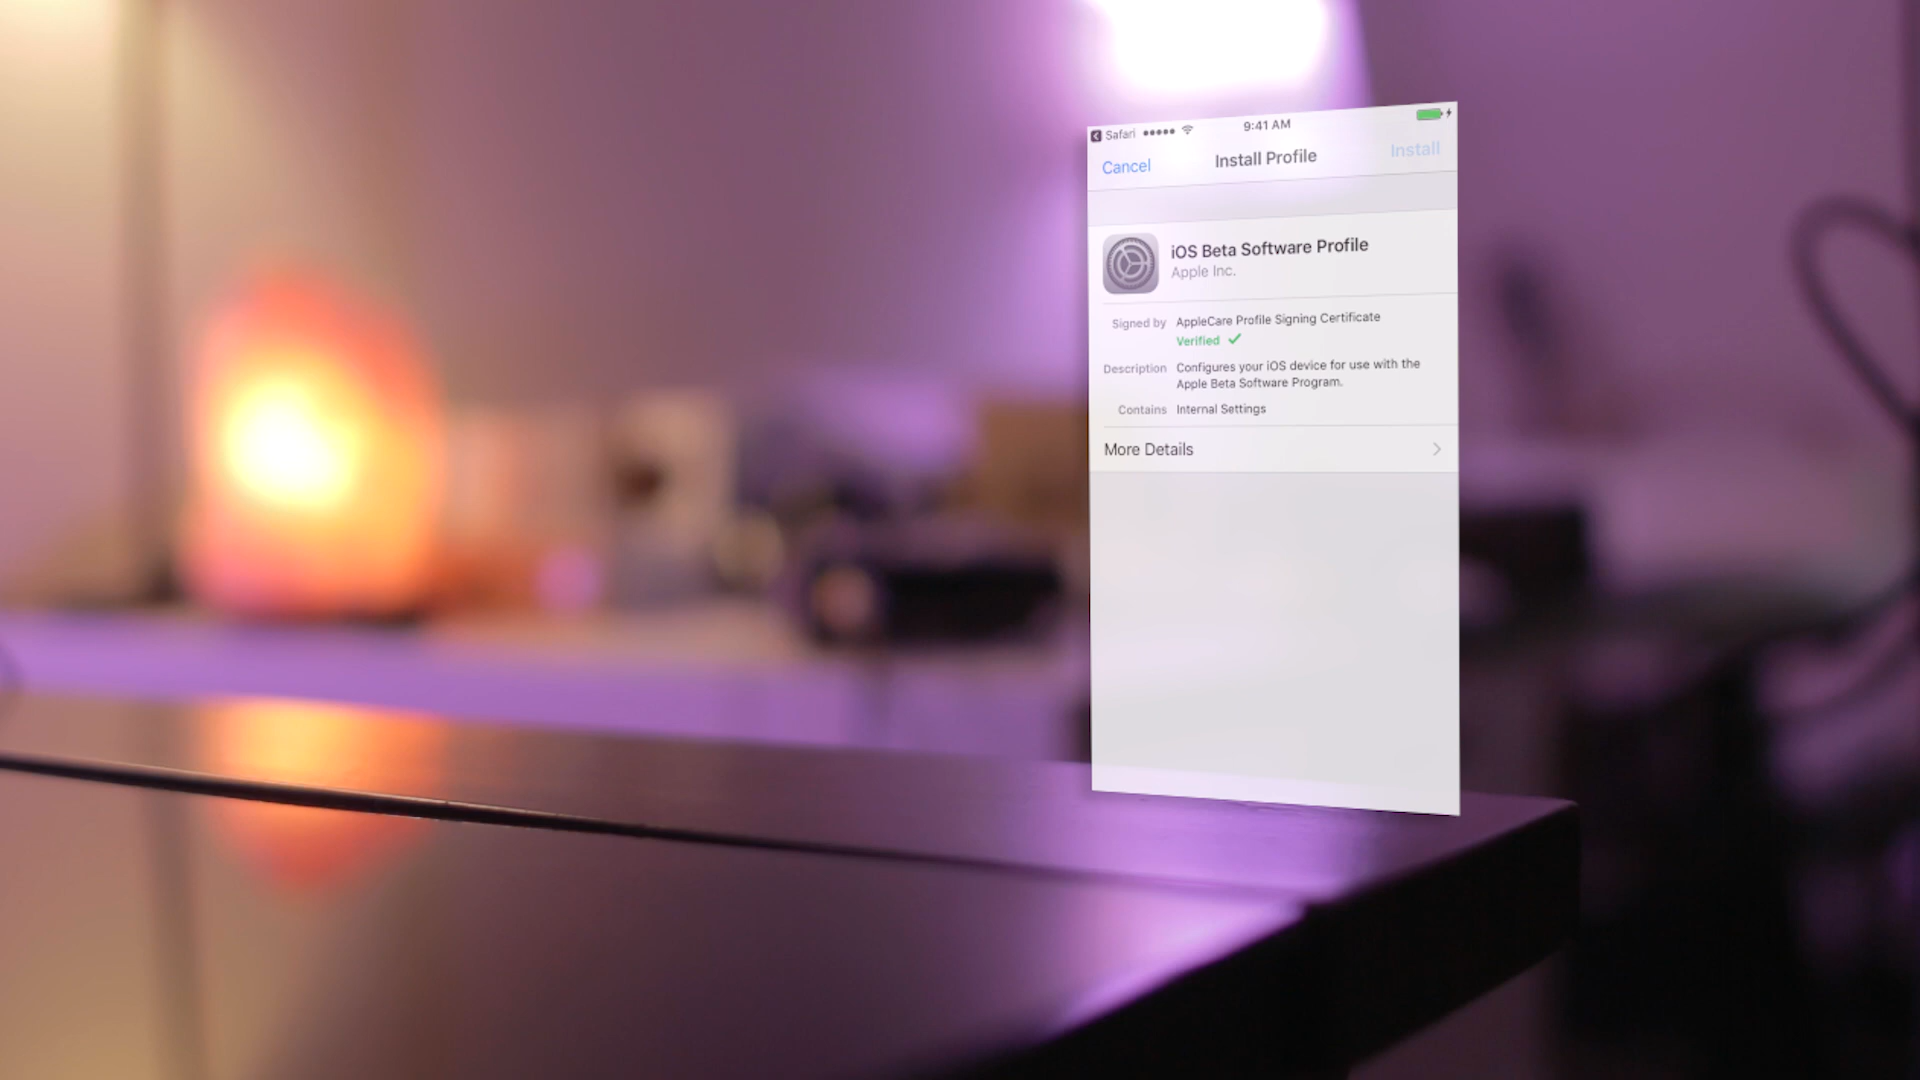 Safari
9:41 AM
Cancel
Install Profile
Install
iOS Beta Software Profile
Apple Inc.
Signed by AppleCare Profile Signing Certificate
Verified
Description Configures your iOS device for use with the
Apple Beta Software Program.
Contains Internal Settings
More Details